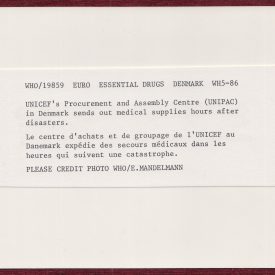 WHO/19859 EURO ESSENTIAL DRUGS DENMARK WH5-86
UNICEF's Procurement and Assembly Centre (UNIPAC)
in Denmark sends out medical supplies hours after
disasters.
Le centre d'achats et de groupage de l'UNICEF au
Danemark expédie des secours médicaux dans les
heures qui suivent une catastrophe.
PLEASE CREDIT PHOTO WHO/E.MANDELMANN